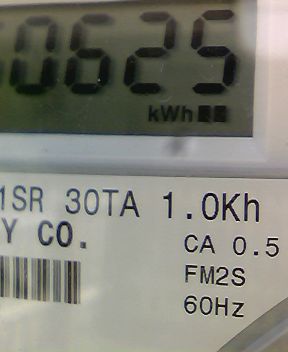 0625
kWh
1SR 30TA 1.0Kh
Y CO.
CA 0.5
FM2S
60Hz